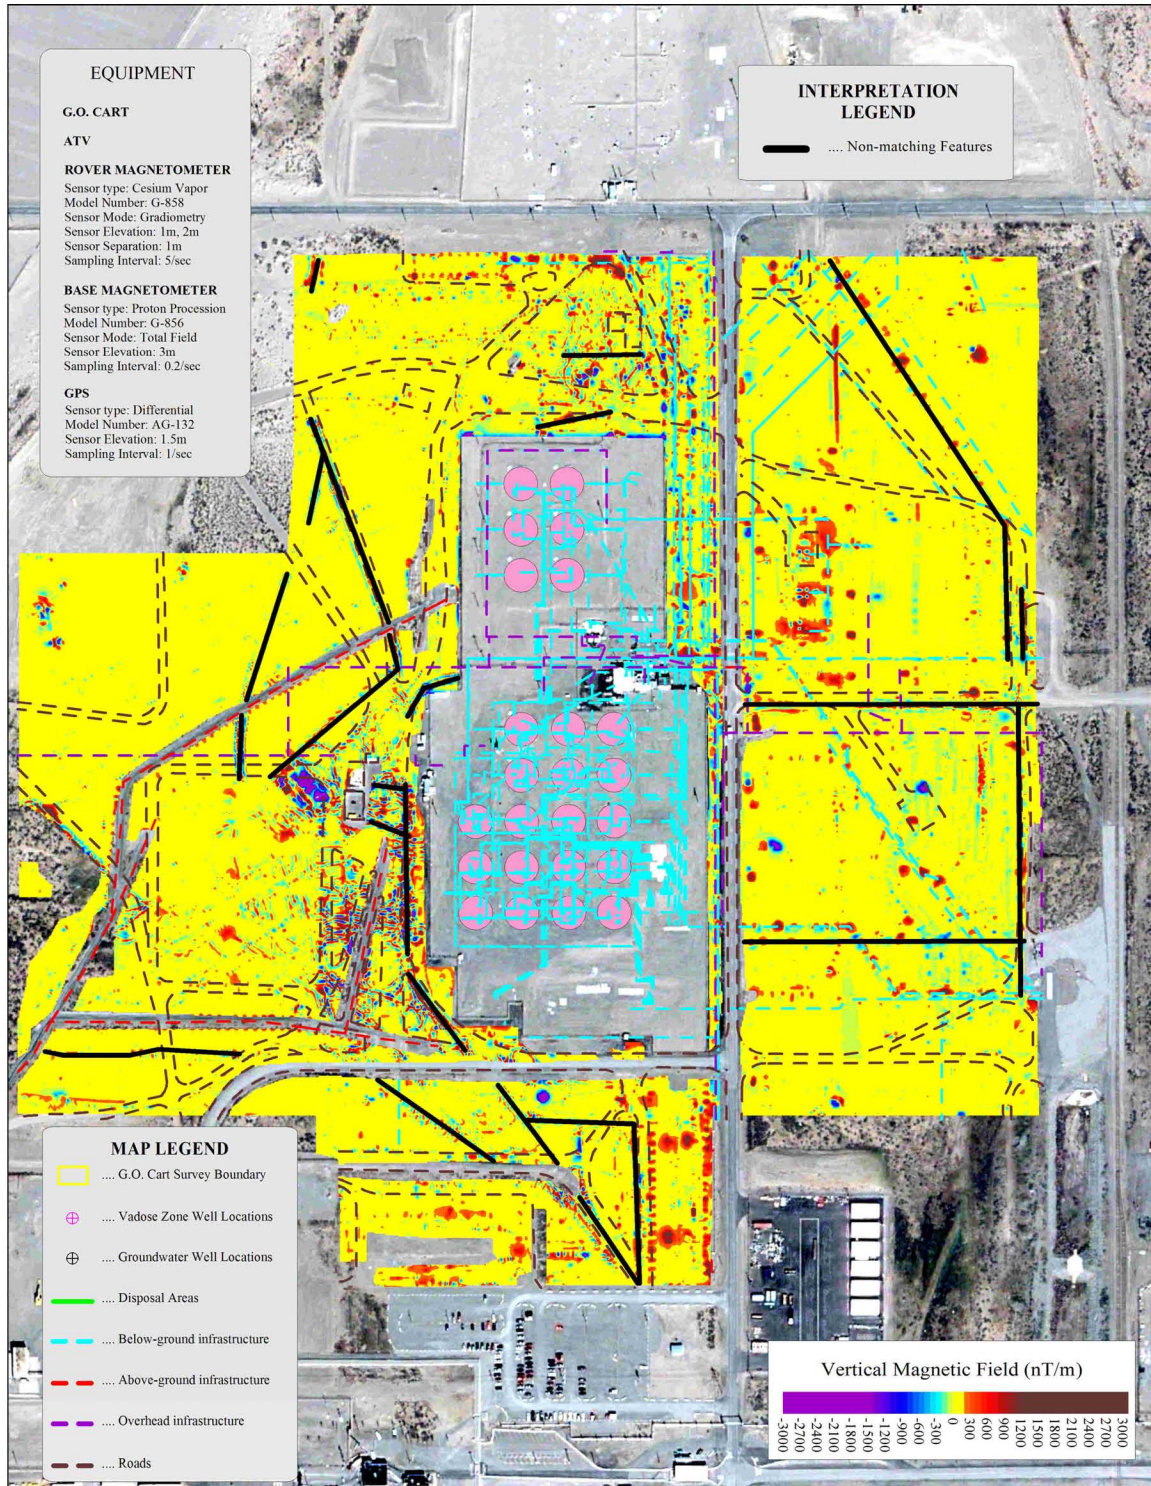 EQUIPMENT
G.O. CART
ATV
ROVER MAGNETOMETER
Sensor type: Cesium Vapor
Model Number: G-858
Sensor Mode: Gradiometry
Sensor Elevation: 1m, 2m
Sensor Separation: 1m
Sampling Interval: 5/sec
BASE MAGNETOMETER
Sensor type: Proton Procession
Model Number: G-856
Sensor Mode: Total Field
Sensor Elevation: 3m
Sampling Interval: 0.2/sec
GPS
Sensor type: Differential
Model Number: AG-132
Sensor Elevation: 1.5m
Sampling Interval: 1/sec
INTERPRETATION
LEGEND
.... Non-matching Features
MAP LEGEND
.... G.O. Cart Survey Boundary
.... Vadose Zone Well Locations
.... Groundwater Well Locations
.... Disposal Areas
.... Below-ground infrastructure
.... Above-ground infrastructure
.... Overhead infrastructure
.... Roads
Vertical Magnetic Field (nT/m)
-3000 -2700 -2400 -2100 -1800 -1500 -1200 -900 -600 -300 0 300 600 900 1200 1500 1800 2100 2400 2700 3000